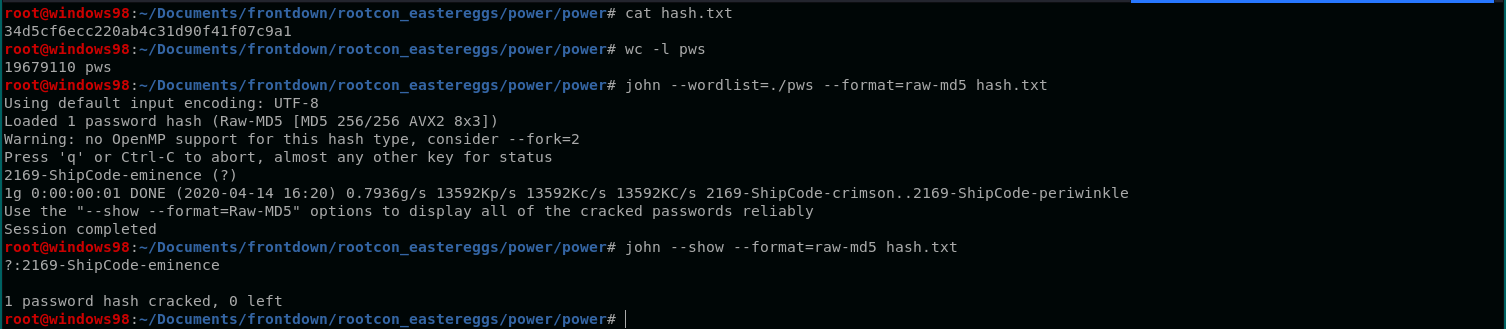 root@windows98:~/Documents/frontdown/rootcon_eastereggs/power/power# cat hash.txt
34d5cf6ecc220ab4c31d90f41f07c9a1
root@windows98:~/Documents/frontdown/rootcon_eastereggs/power/power# wc -l pws
19679110 pws
root@windows98:~/Documents/frontdown/rootcon_eastereggs/power/power# john --wordlist=./pws --format=raw-md5 hash.txt
Using default input encoding: UTF-8
Loaded 1 password hash (Raw-MD5 [MD5 256/256 AVX2 8x3])
Warning: no OpenMP support for this hash type, consider --fork=2
Press 'q' or Ctrl-C to abort, almost any other key for status
2169-ShipCode-eminence (?)
1g 0:00:00:01 DONE (2020-04-14 16:20) 0.7936g/s 13592Kp/s 13592Kc/s 13592KC/s 2169-ShipCode-crimson..2169-ShipCode-periwinkle
Use the "--show --format=Raw-MD5" options to display all of the cracked passwords reliably
Session completed
root@windows98:~/Documents/frontdown/rootcon_eastereggs/power/power# john --show --format=raw-md5 hash.txt
?:2169-ShipCode-eminence
1 password hash cracked, 0 left
root@windows98:~/Documents/frontdown/rootcon_eastereggs/power/power#